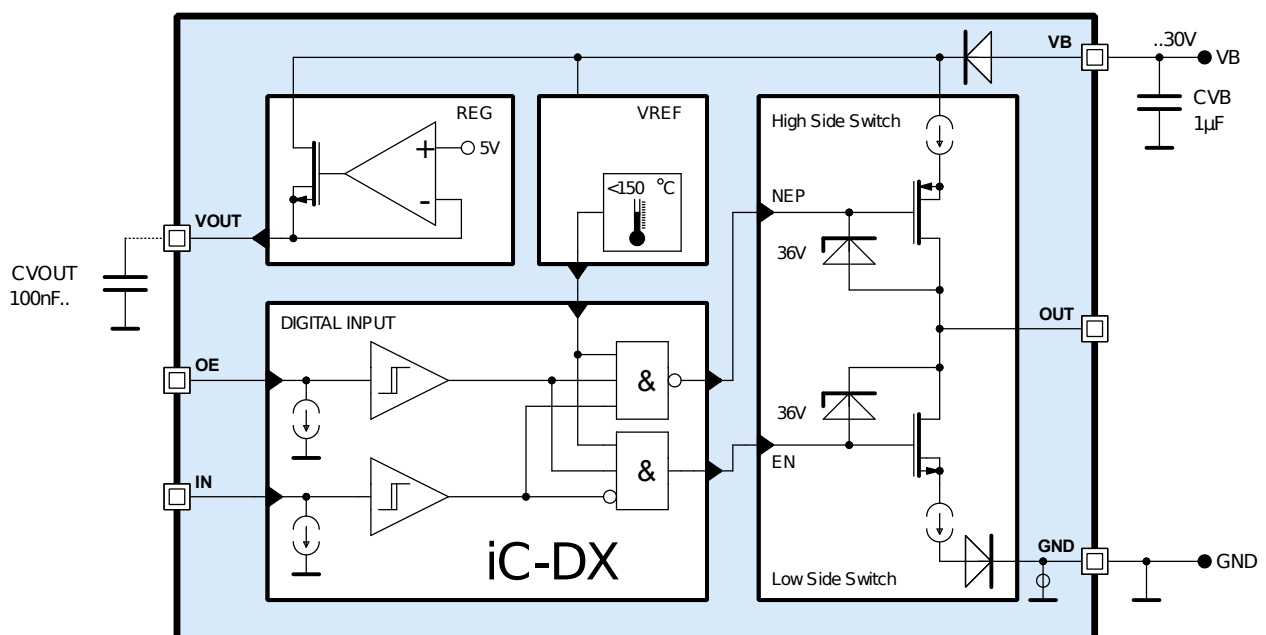 VB
..30V
VB
CVB
1µF
REG
+
5V
-
VREF
<150 °C
High Side Switch
NEP
36V
VOUT
CVOUT
100nF..
DIGITAL INPUT
OE
&
OUT
36V
EN
&
IN
iC-DX
GND
GND
Low Side Switch